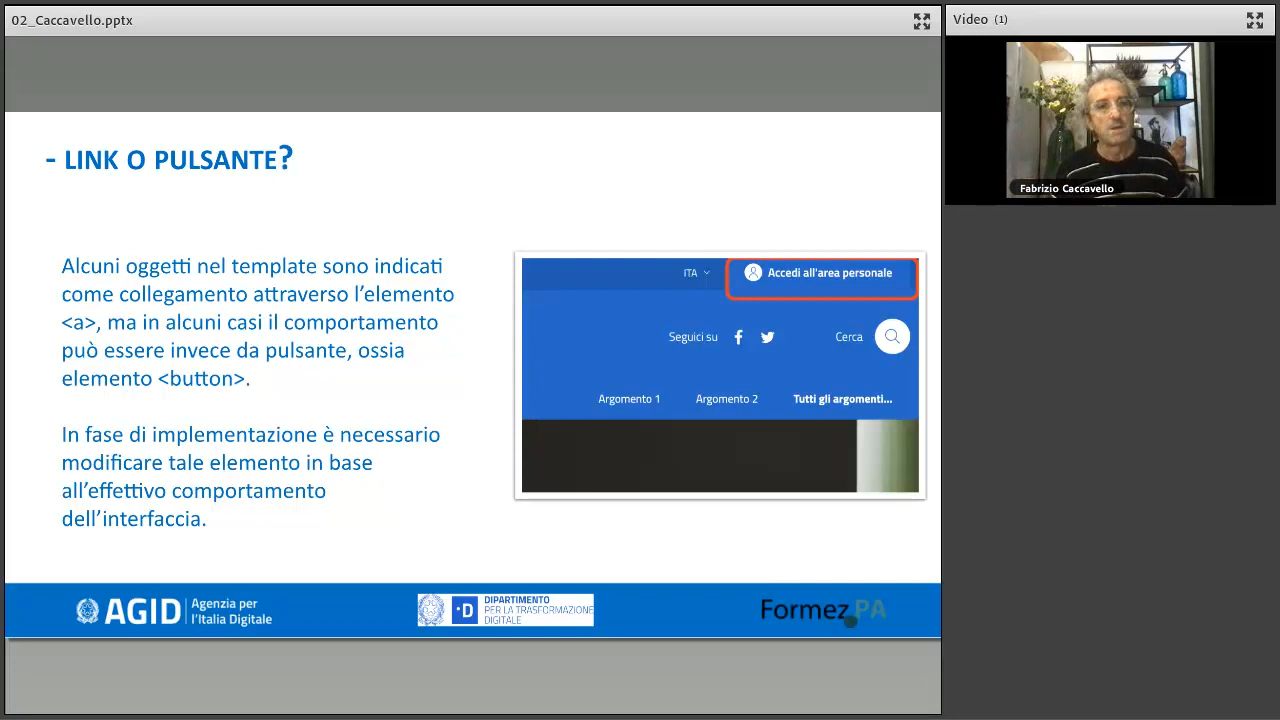 02_Caccavello.pptx
Video (1)
Fabrizio Caccavello
- LINK O PULSANTE?
Alcuni oggetti nel template sono indicati
come collegamento attraverso l’elemento
<a>, ma in alcuni casi il comportamento
può essere invece da pulsante, ossia
elemento <button>.
In fase di implementazione è necessario
modificare tale elemento in base
all’effettivo comportamento
dell’interfaccia.
ITA
Accedi all'area personale
Seguici su
Cerca
Argomento 1
Argomento 2
Tutti gli argomenti...
AGID
Agenzia per
l’Italia Digitale
D
DIPARTIMENTO
PER LA TRASFORMAZIONE
DIGITALE
Formez PA